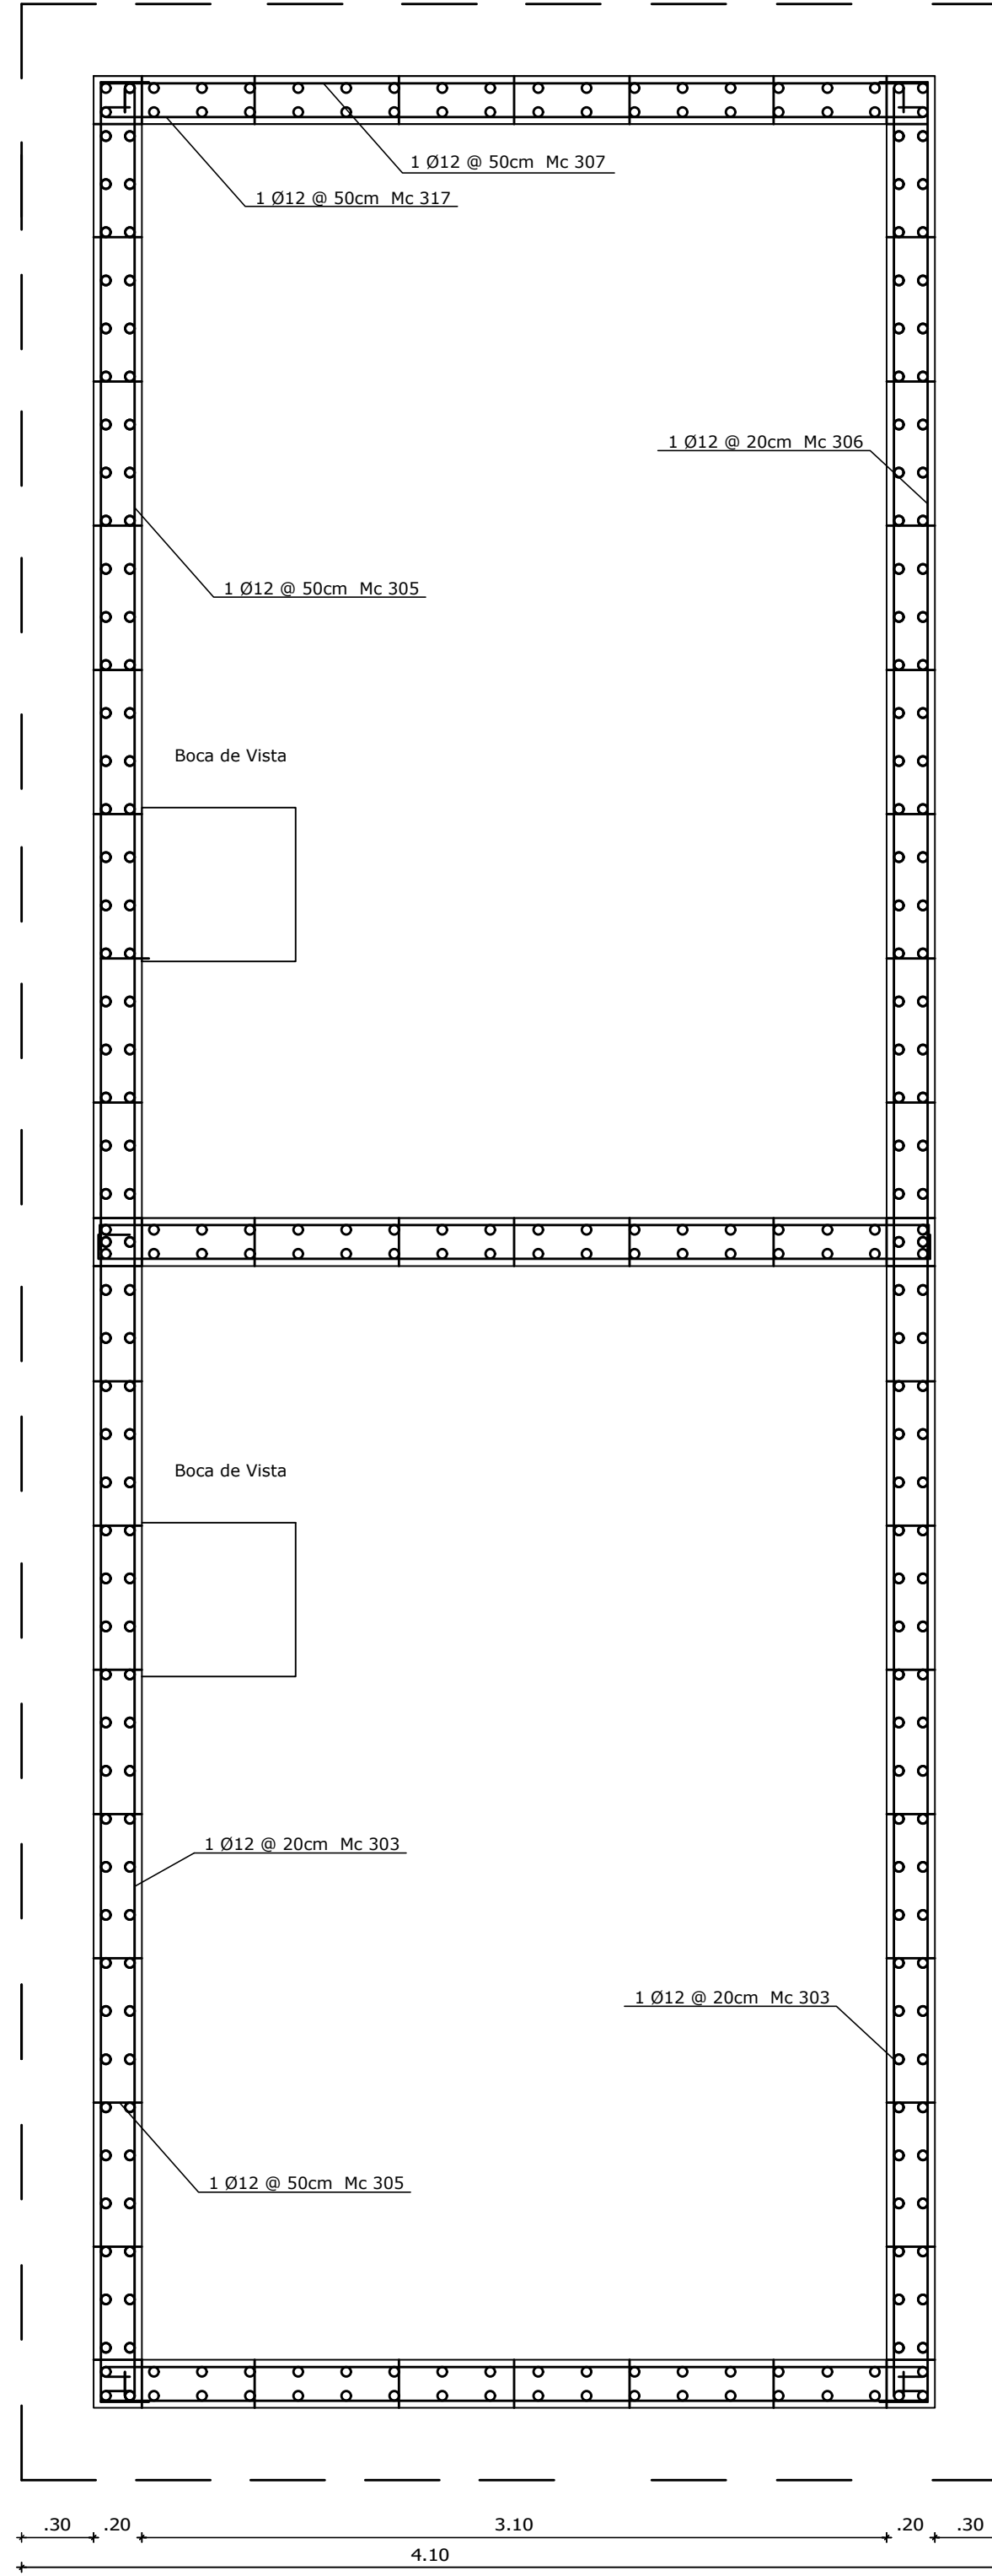 1 Ø12 @ 50cm  Mc 307
1 Ø12 @ 50cm  Mc 317
1 Ø12 @ 20cm  Mc 306
1 Ø12 @ 50cm  Mc 305
Boca de Vista
Boca de Vista
1 Ø12 @ 20cm  Mc 303
1 Ø12 @ 20cm  Mc 303
1 Ø12 @ 50cm  Mc 305
.30 .20 3.10 .20 .30
4.10